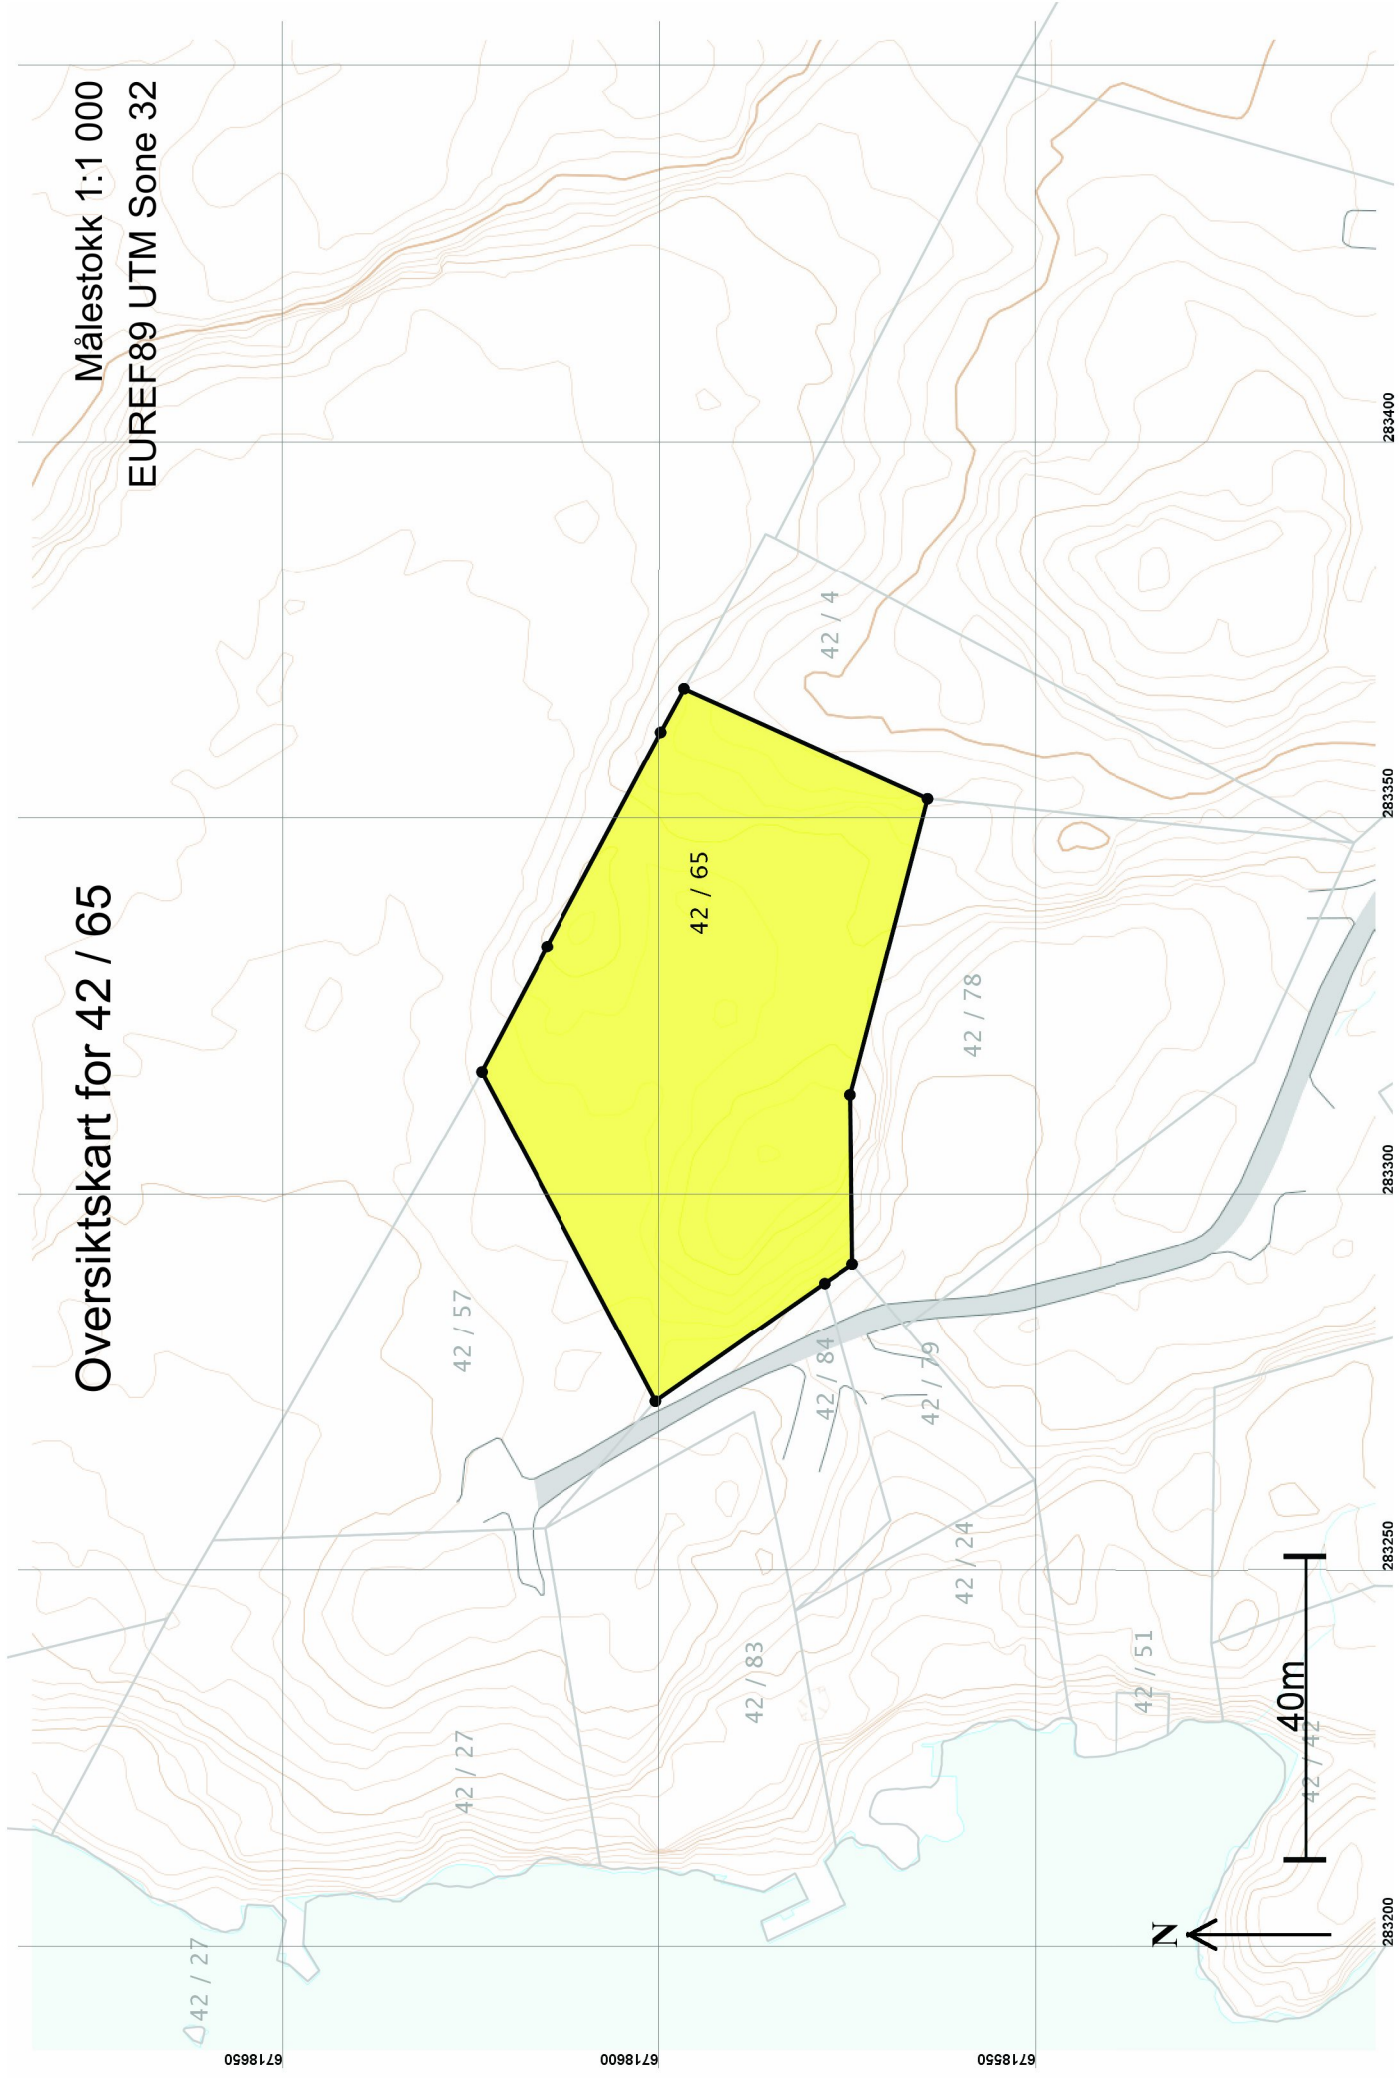 Oversiktskart for 42 / 65
Målestokk 1:1 000
EUREF89 UTM Sone 32
42 / 27
42 / 27
42 / 57
42 / 65
42 / 83
42 / 84
42 / 4
42 / 79
42 / 24
42 / 78
42 / 51
42 / 42
N
40m
6718650
6718600
6718550
283200
283250
283300
283350
283400